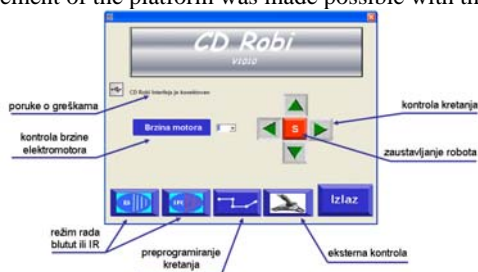 ement of the platform was made possible with th
CD Robi
V1010
CD Robi Interfejs je konektovan
poruke o greškama
kontrola kretanja
Brzina motora
S
kontrola brzine
elektromotora
zaustavljanje robota
Izlaz
režim rada
blutut ili IR
preprogramiranje
kretanja
eksterna kontrola